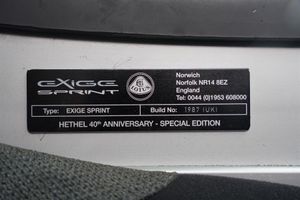 EXIGE
SPRINT
LOTUS
Norwich
Norfolk NR14 8EZ
England
Tel: 0044 (0)1953 608000
Type: EXIGE SPRINT Build No: 1987 (UK)
HETHEL 40th ANNIVERSARY - SPECIAL EDITION